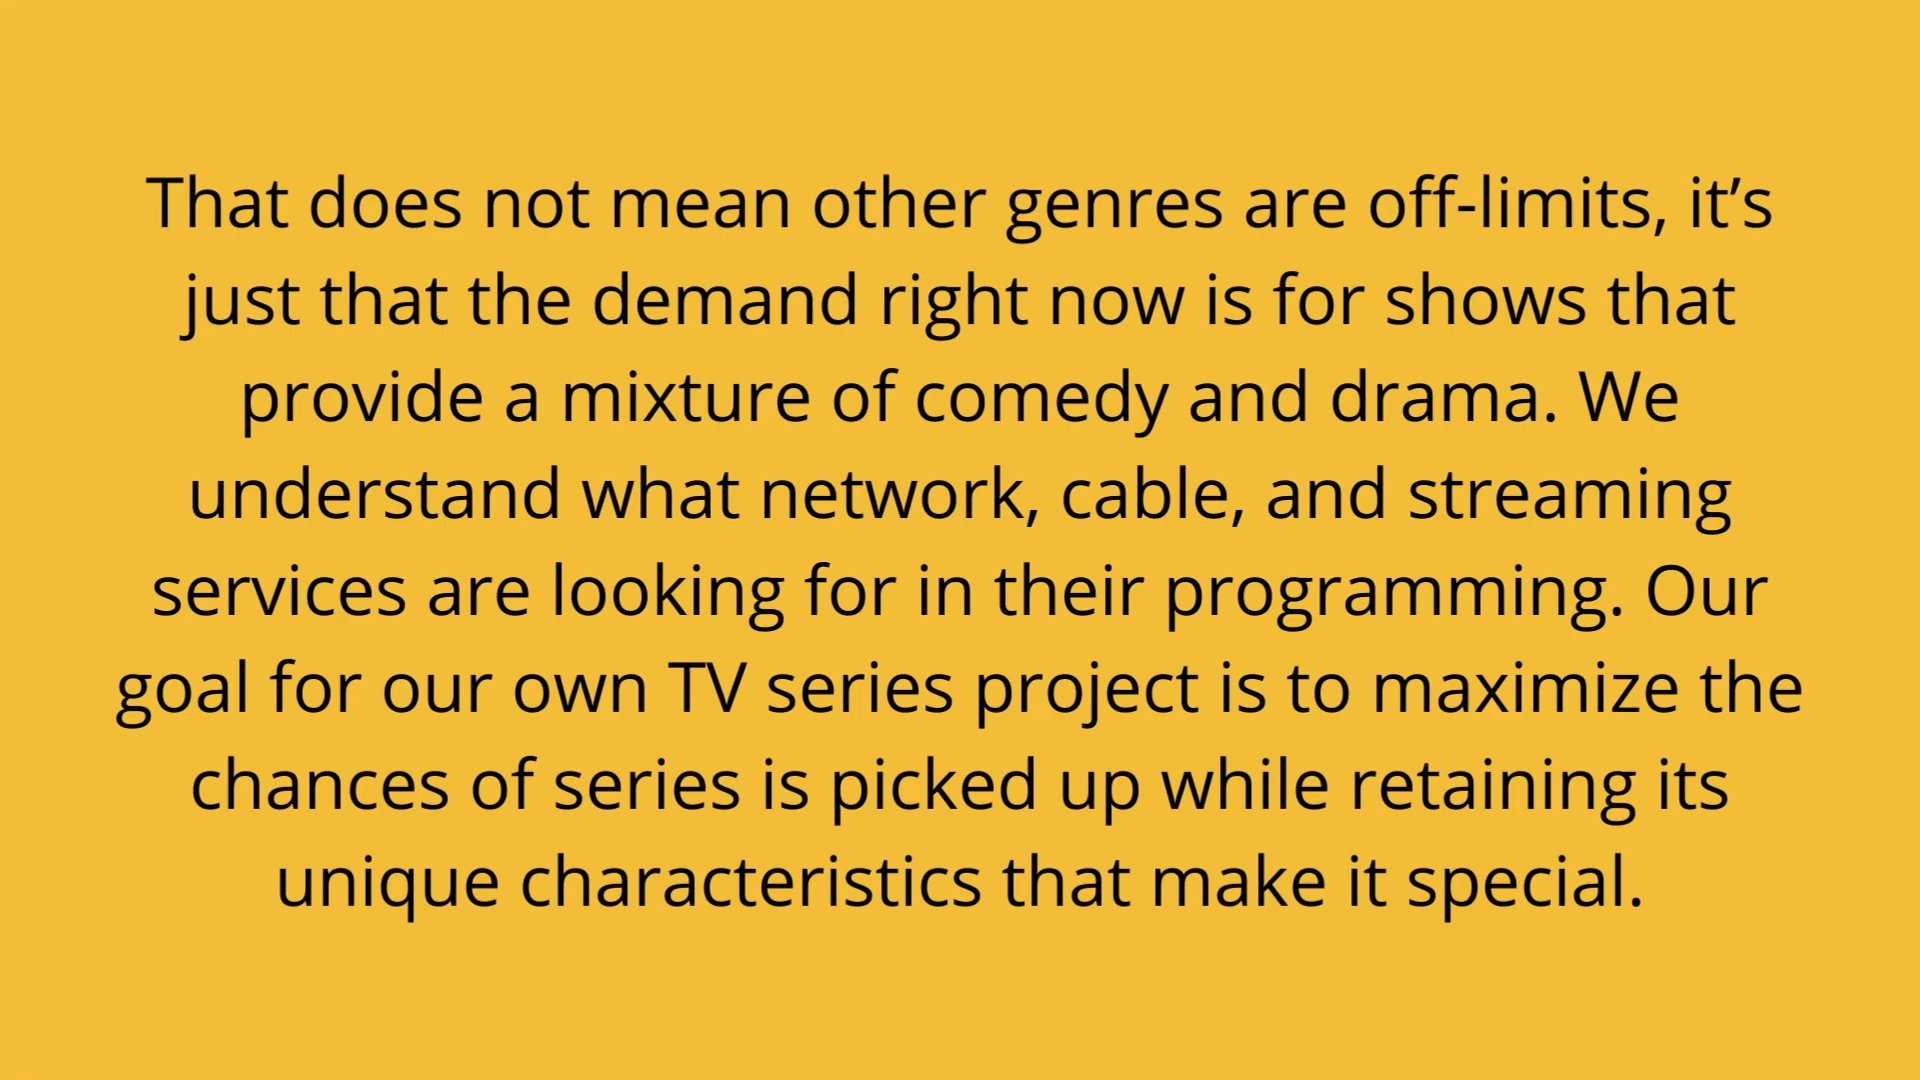 That does not mean other genres are off-limits, it’s
just that the demand right now is for shows that
provide a mixture of comedy and drama. We
understand what network, cable, and streaming
services are looking for in their programming. Our
goal for our own TV series project is to maximize the
chances of series is picked up while retaining its
unique characteristics that make it special.